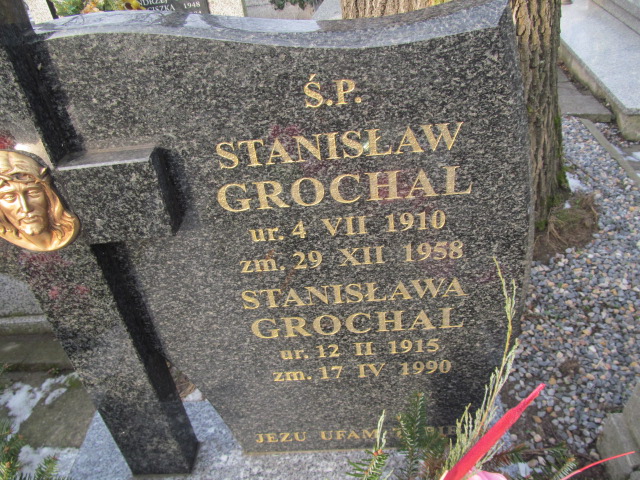 1948
Ś.P.
STANISŁAW
GROCHAL
ur. 4 VII 1910
zm. 29 XII 1958
STANISŁAWA
GROCHAL
ur. 12 II 1915
zm. 17 IV 1990
JEZU UFAM